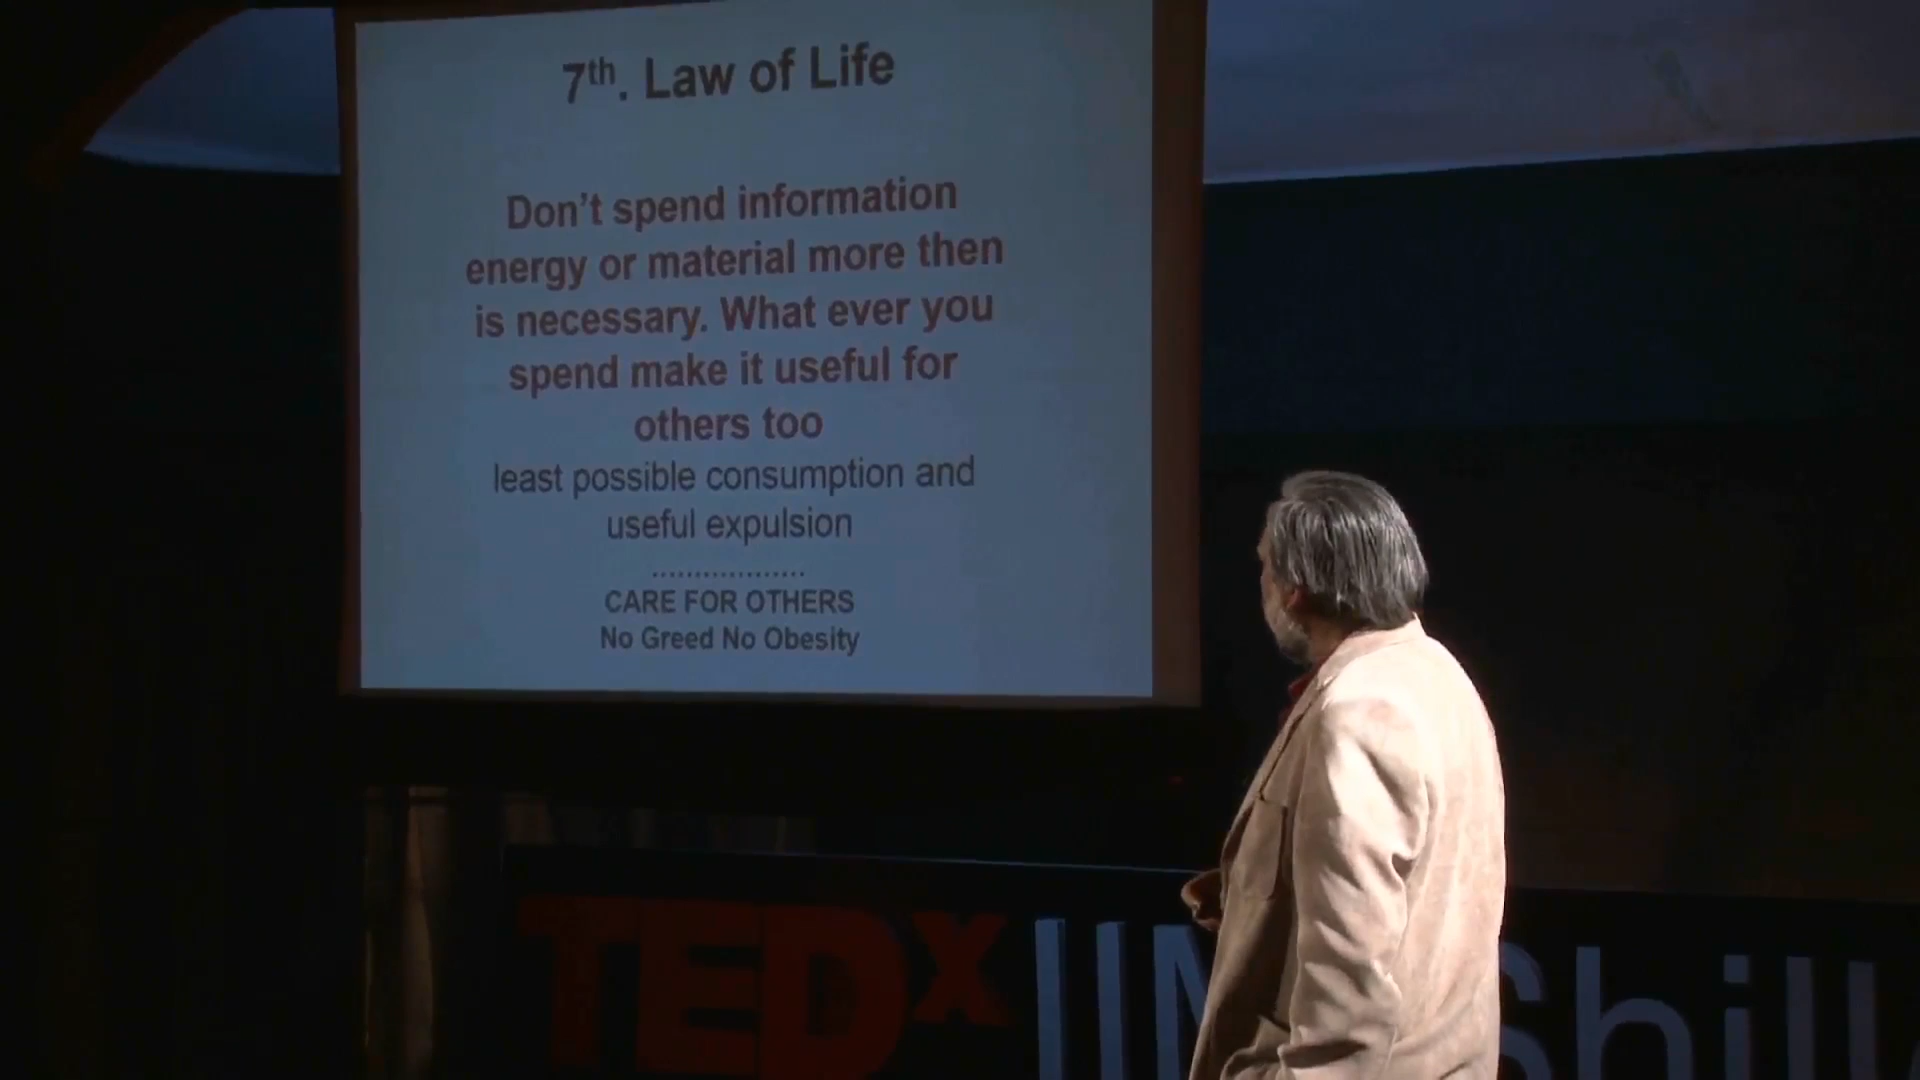 7th. Law of Life
Don't spend information
energy or material more then
is necessary. What ever you
spend make it useful for
others too
least possible consumption and
useful expulsion
..................
CARE FOR OTHERS
No Greed No Obesity
TEDx